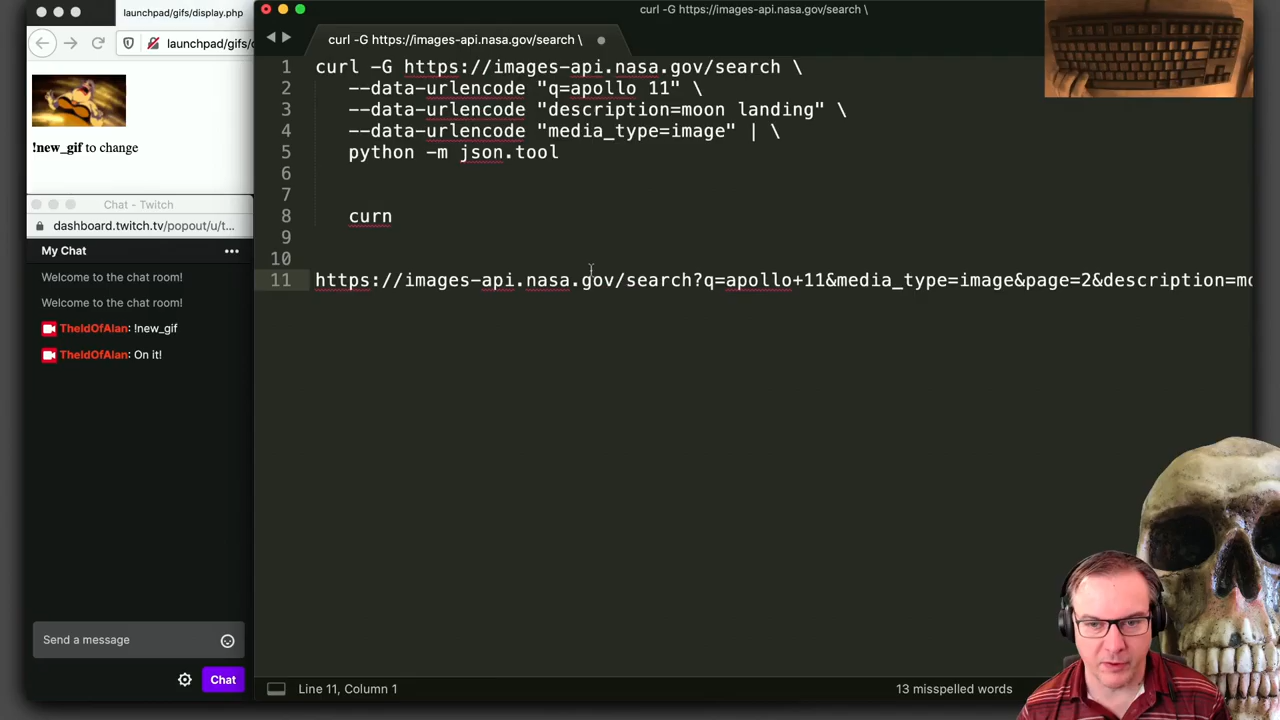 launchpad/gifs/display.php
launchpad/gifs/
!new_gif to change
Chat - Twitch
dashboard.twitch.tv/popout/u/t...
My Chat
Welcome to the chat room!
Welcome to the chat room!
TheIdOfAlan: !new_gif
TheIdOfAlan: On it!
Send a message
Chat
curl -G https://images-api.nasa.gov/search \
curl -G https://images-api.nasa.gov/search \
1 curl -G https://images-api.nasa.gov/search \
2 --data-urlencode "q=apollo 11" \
3 --data-urlencode "description=moon landing" \
4 --data-urlencode "media_type=image" | \
5 python -m json.tool
6
7
8 curn
9
10
11 https://images-api.nasa.gov/search?q=apollo+11&media_type=image&page=2&description=mo
Line 11, Column 1
13 misspelled words